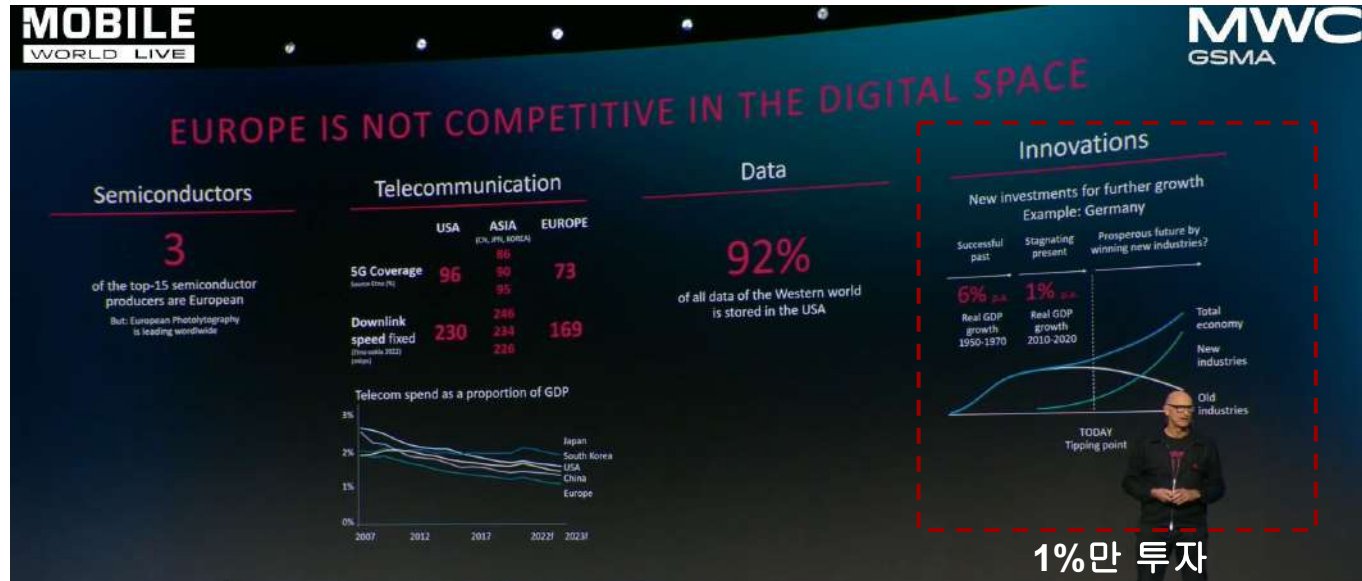 MOBILE
WORLD LIVE
MWC
GSMA
EUROPE IS NOT COMPETITIVE IN THE DIGITAL SPACE
Semiconductors
3
of the top-15 semiconductor
producers are European
But: European Photolytography
is leading worldwide
Telecommunication
USA ASIA EUROPE
(CN, JPN, KOREA)
5G Coverage 96 86 90 95 73
Source Etno (%)
Downlink
speed fixed 230 246 234 226 169
(mbps)
Telecom spend as a proportion of GDP
3%
2%
1%
0%
Japan
South Korea
USA
China
Europe
2007 2012 2017 2022f 2023f
Data
92%
of all data of the Western world
is stored in the USA
Innovations
New investments for further growth
Example: Germany
Successful
past
Stagnating
present
Prosperous future by
winning new industries?
6% p.a. 1% p.a.
Real GDP
growth
1950-1970
Real GDP
growth
2010-2020
Total
economy
New
industries
Old
industries
TODAY
Tipping point
1%만 투자